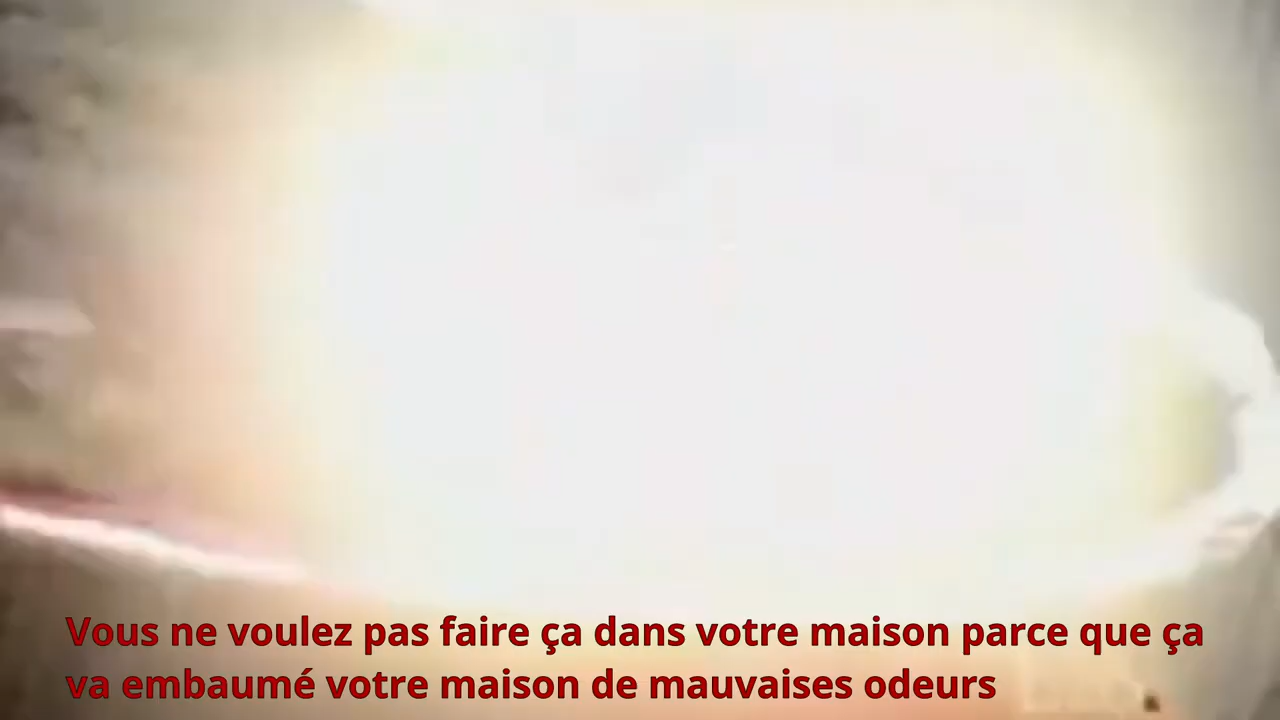 Vous ne voulez pas faire ça dans votre maison parce que ça
va embaumé votre maison de mauvaises odeurs